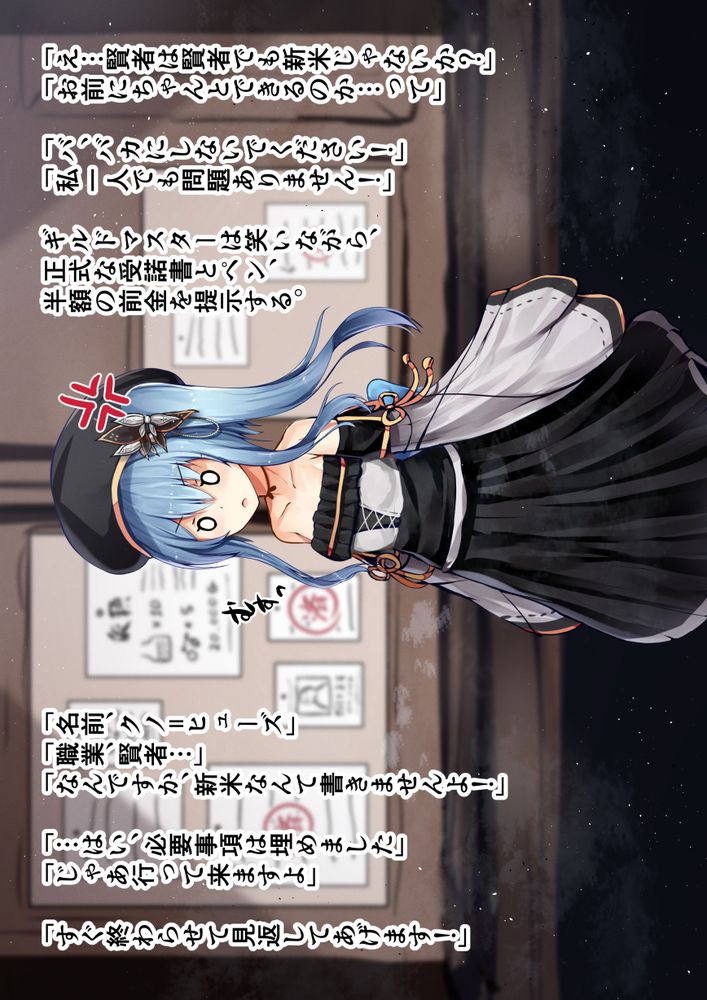 「え…賢者は賢者でも新米じゃないか？」
「お前にちゃんとできるのか…って」
「バ、バカにしないでください！」
「私一人でも問題ありません！」
ギルドマスターは笑いながら、
正式な受諾書とペン、
半額の前金を提示する。
むすっ
「名前、クノ＝ヒューズ」
「職業、賢者…」
「なんですか、新米なんて書きませんよ！」
「…はい、必要事項は埋めました」
「じゃあ行って来ますよ」
「すぐ終わらせて見返してあげますー！」
済
×20
×5
20,000G
済